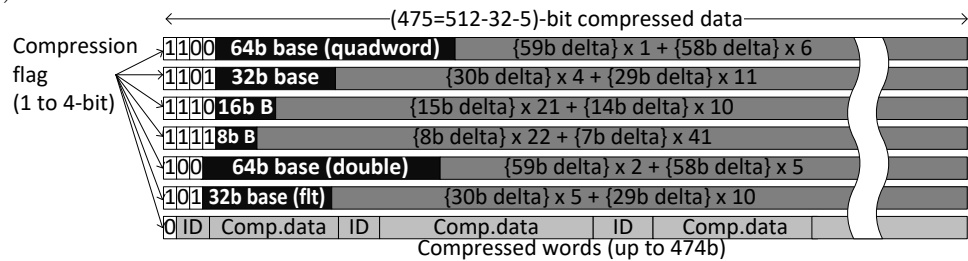 (475=512-32-5)-bit compressed data
Compression
flag
(1 to 4-bit)
1100 64b base (quadword) {59b delta} x 1 + {58b delta} x 6
1101 32b base {30b delta} x 4 + {29b delta} x 11
1110 16b B {15b delta} x 21 + {14b delta} x 10
1111 8b B {8b delta} x 22 + {7b delta} x 41
100 64b base (double) {59b delta} x 2 + {58b delta} x 5
101 32b base (flt) {30b delta} x 5 + {29b delta} x 10
0 ID Comp.data ID Comp.data ID Comp.data
Compressed words (up to 474b)